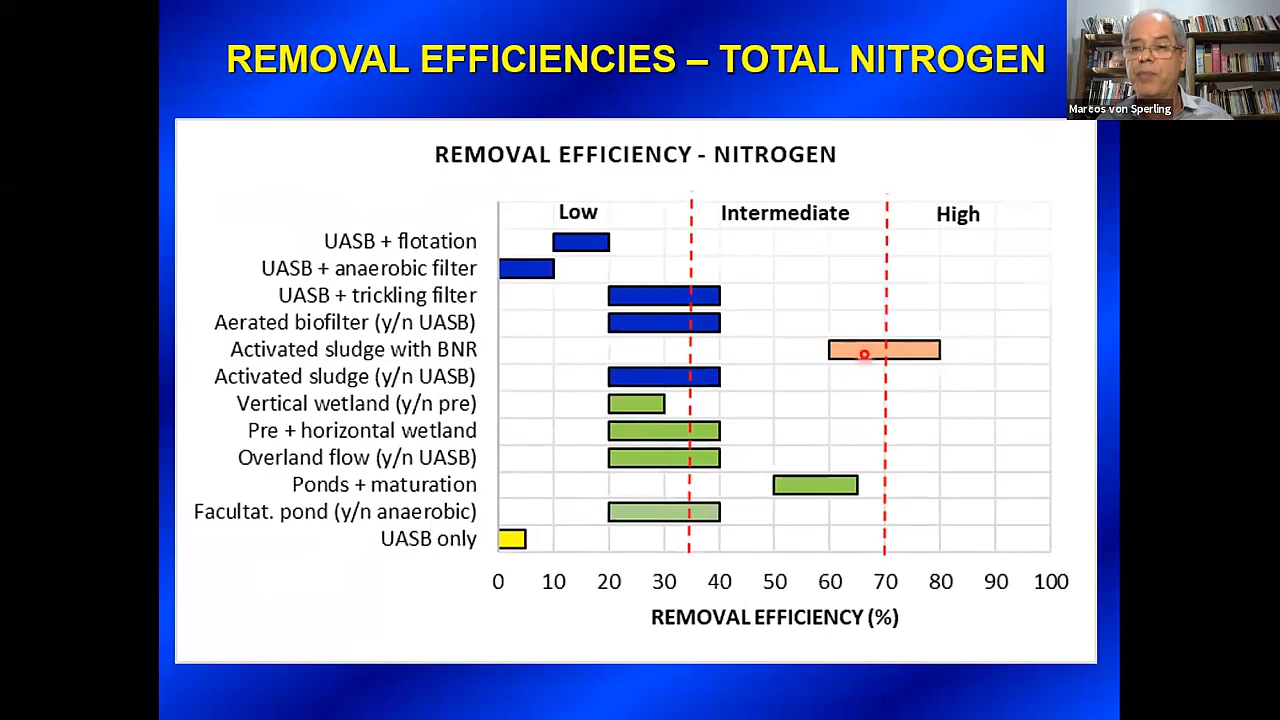 REMOVAL EFFICIENCIES – TOTAL NITROGEN
Marcos von Sperling
REMOVAL EFFICIENCY - NITROGEN
Low Intermediate High
UASB + flotation
UASB + anaerobic filter
UASB + trickling filter
Aerated biofilter (y/n UASB)
Activated sludge with BNR
Activated sludge (y/n UASB)
Vertical wetland (y/n pre)
Pre + horizontal wetland
Overland flow (y/n UASB)
Ponds + maturation
Facultat. pond (y/n anaerobic)
UASB only
0 10 20 30 40 50 60 70 80 90 100
REMOVAL EFFICIENCY (%)